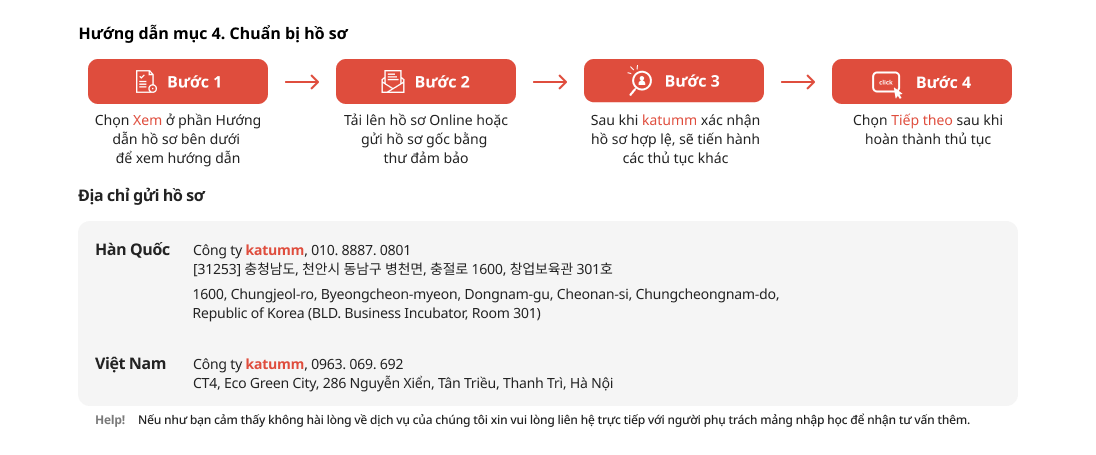 Hướng dẫn mục 4. Chuẩn bị hồ sơ
Bước 1
Chọn Xem ở phần Hướng
dẫn hồ sơ bên dưới
để xem hướng dẫn
Bước 2
Tải lên hồ sơ Online hoặc
gửi hồ sơ gốc bằng
thư đảm bảo
Bước 3
Sau khi katumm xác nhận
hồ sơ hợp lệ, sẽ tiến hành
các thủ tục khác
click
Bước 4
Chọn Tiếp theo sau khi
hoàn thành thủ tục
Địa chỉ gửi hồ sơ
Hàn Quốc
Công ty katumm, 010. 8887. 0801
[31253] 충청남도, 천안시 동남구 병천면, 충절로 1600, 창업보육관 301호
1600, Chungjeol-ro, Byeongcheon-myeon, Dongnam-gu, Cheonan-si, Chungcheongnam-do,
Republic of Korea (BLD. Business Incubator, Room 301)
Việt Nam
Công ty katumm, 0963. 069. 692
CT4, Eco Green City, 286 Nguyễn Xiển, Tân Triều, Thanh Trì, Hà Nội
Help! Nếu như bạn cảm thấy không hài lòng về dịch vụ của chúng tôi xin vui lòng liên hệ trực tiếp với người phụ trách mảng nhập học để nhận tư vấn thêm.